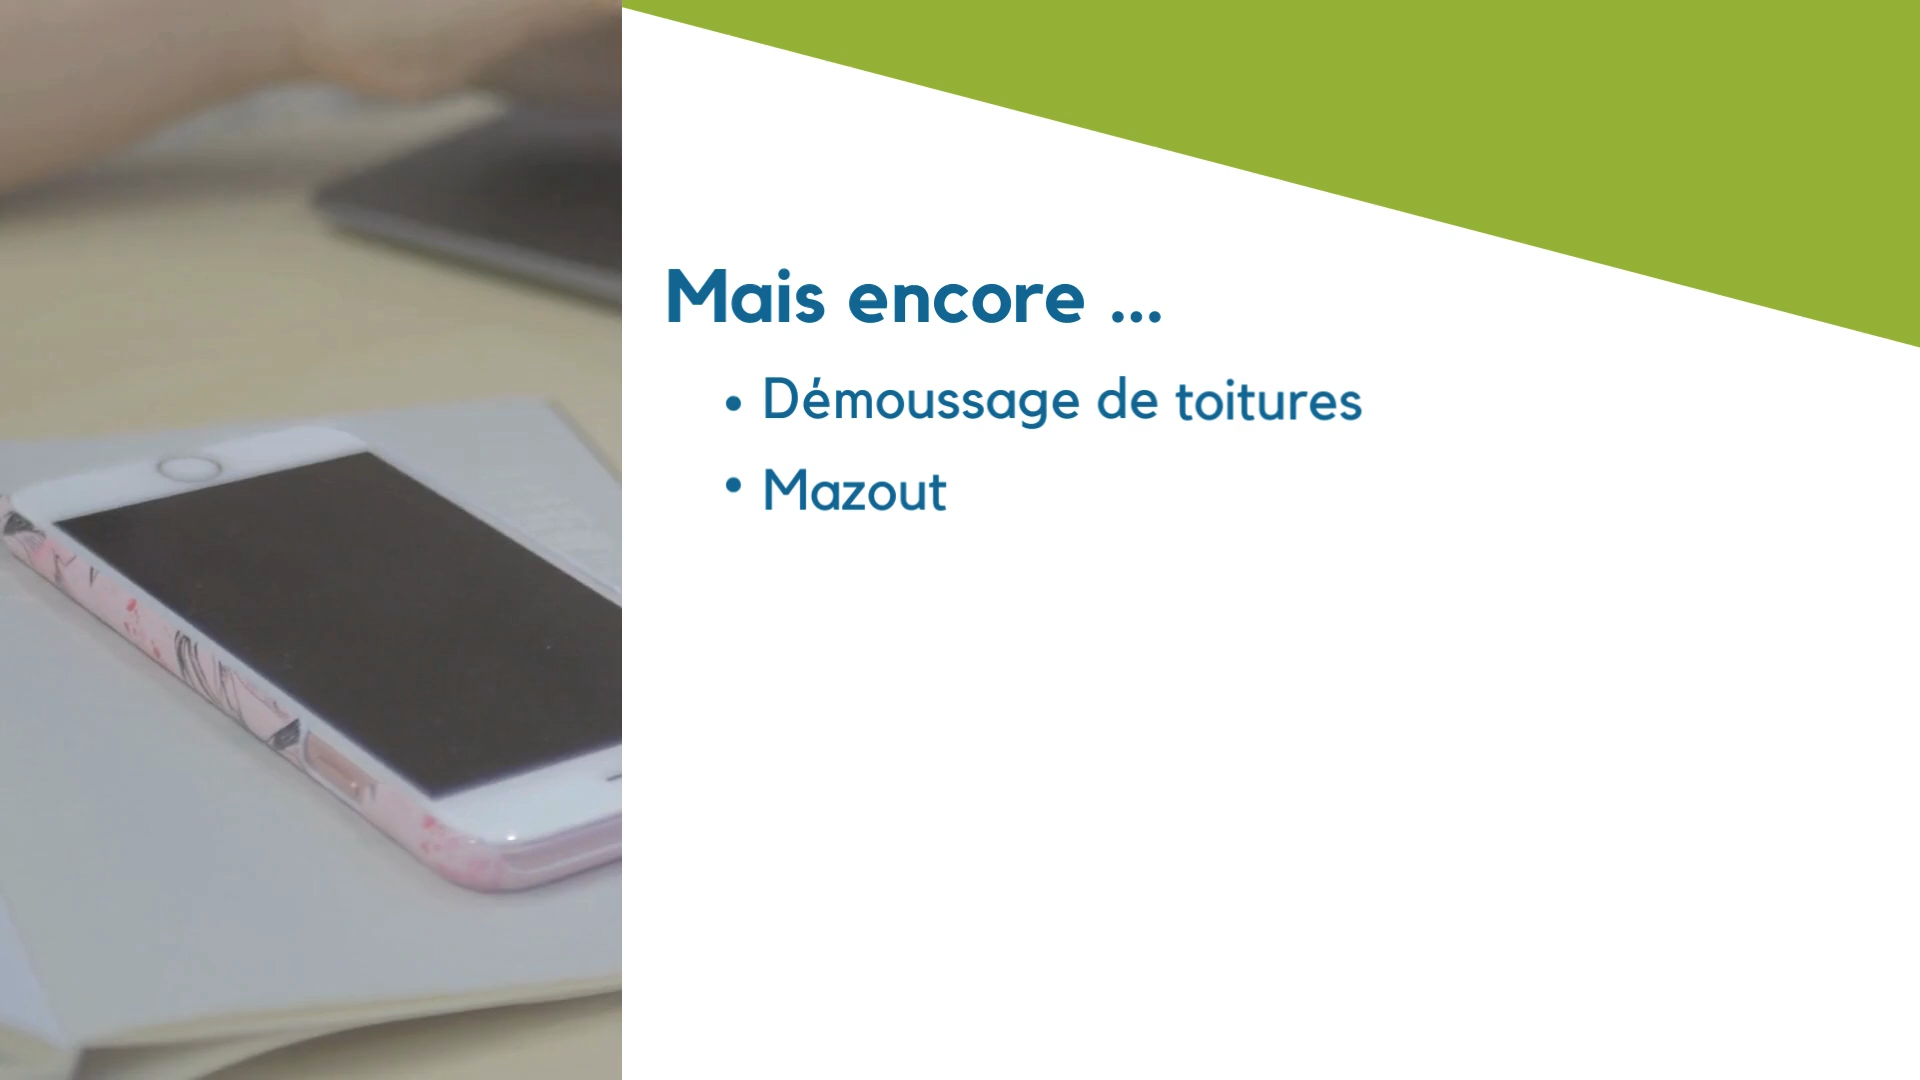 Mais encore ...
• Démoussage de toitures
• Mazout